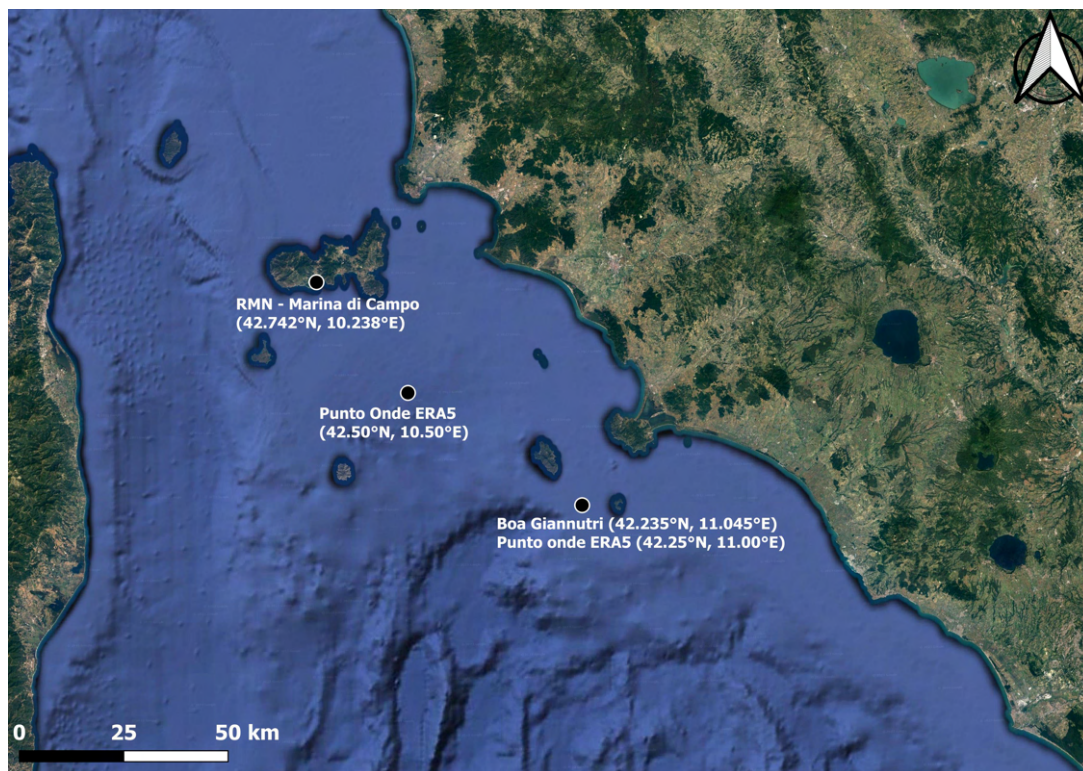 RMN - Marina di Campo
(42.742°N, 10.238°E)
Punto Onde ERA5
(42.50°N, 10.50°E)
Boa Giannutri (42.235°N, 11.045°E)
Punto onde ERA5 (42.25°N, 11.00°E)
0 25 50 km